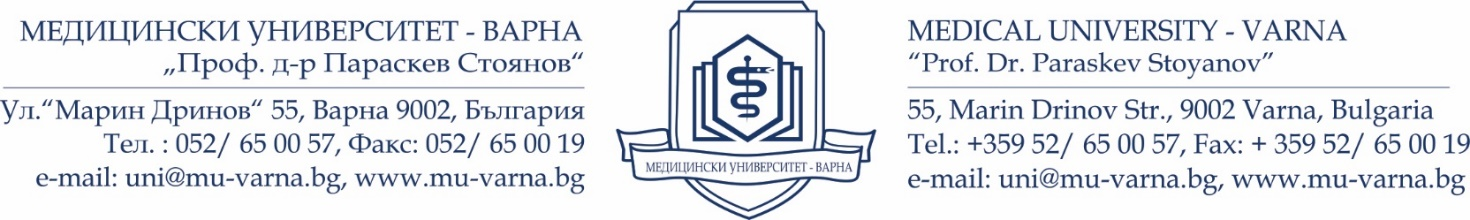 МЕДИЦИНСКИ УНИВЕРСИТЕТ - ВАРНА
„Проф. д-р Параскев Стоянов“
Ул.“Марин Дринов“ 55, Варна 9002, България
Тел. : 052/ 65 00 57, Факс: 052/ 65 00 19
e-mail: uni@mu-varna.bg, www.mu-varna.bg
МЕДИЦИНСКИ УНИВЕРСИТЕТ - ВАРНА
MEDICAL UNIVERSITY - VARNA
“Prof. Dr. Paraskev Stoyanov”
55, Marin Drinov Str., 9002 Varna, Bulgaria
Tel.: +359 52/ 65 00 57, Fax: + 359 52/ 65 00 19
e-mail: uni@mu-varna.bg, www.mu-varna.bg